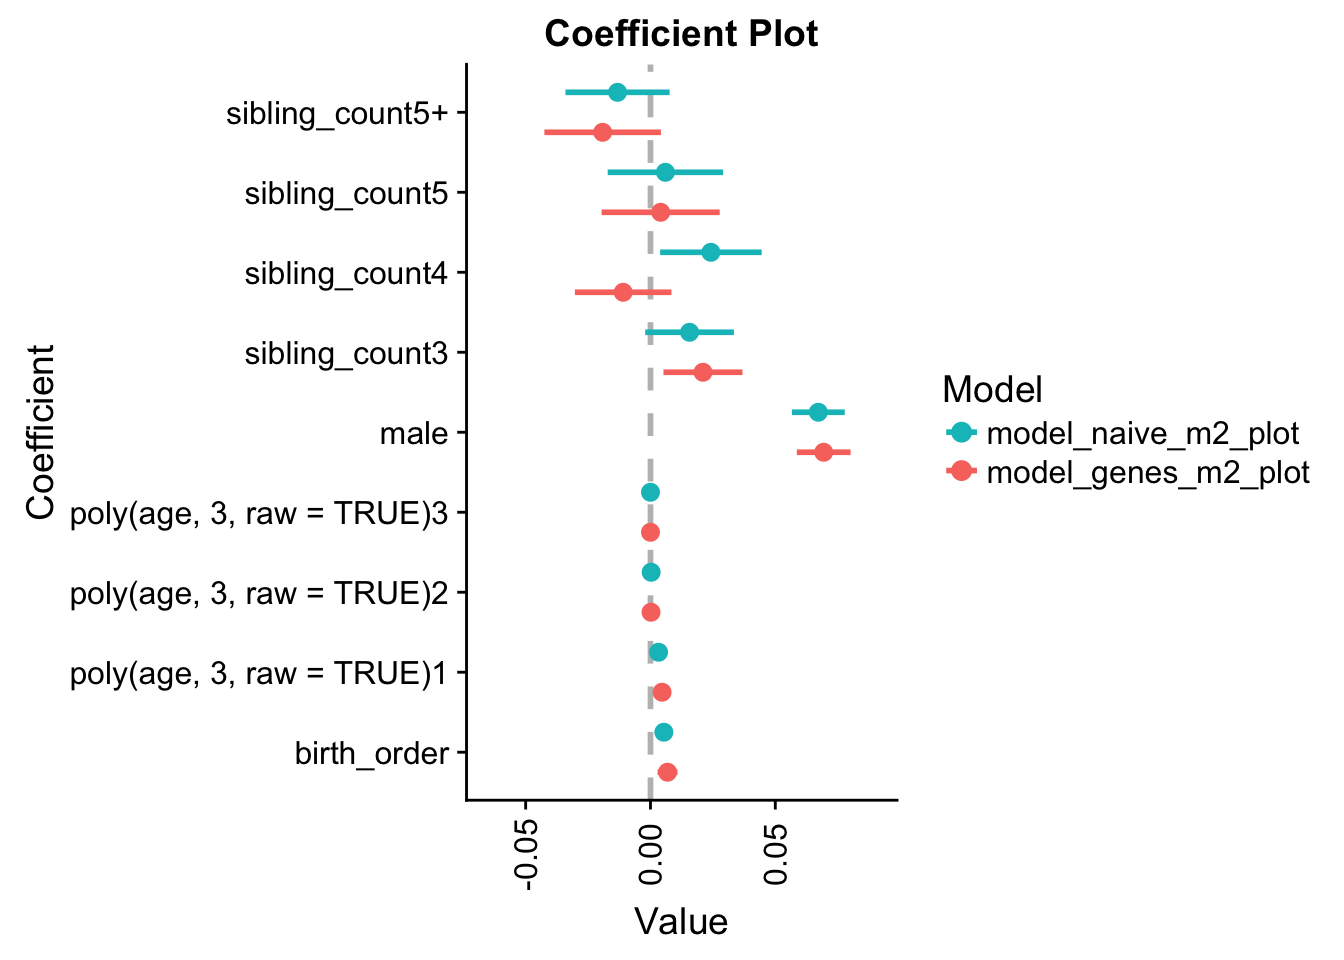 Coefficient Plot
sibling_count5+
sibling_count5
sibling_count4
sibling_count3
male
poly(age, 3, raw = TRUE)3
poly(age, 3, raw = TRUE)2
poly(age, 3, raw = TRUE)1
birth_order
Coefficient
-0.05
0.00
0.05
Value
Model
model_naive_m2_plot
model_genes_m2_plot